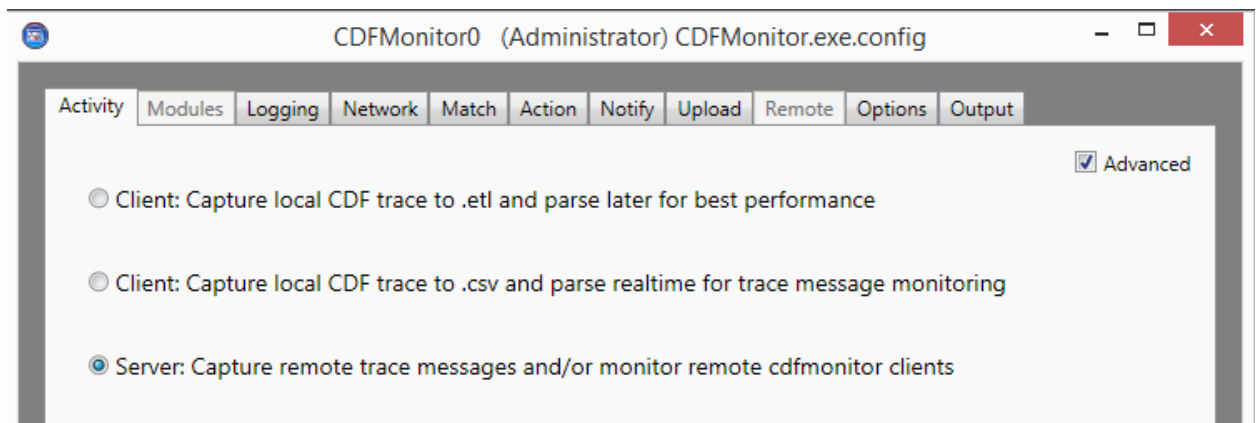 CDFMonitor0 (Administrator) CDFMonitor.exe.config
Activity Modules Logging Network Match Action Notify Upload Remote Options Output
Advanced
Client: Capture local CDF trace to .etl and parse later for best performance
Client: Capture local CDF trace to .csv and parse realtime for trace message monitoring
Server: Capture remote trace messages and/or monitor remote cdfmonitor clients